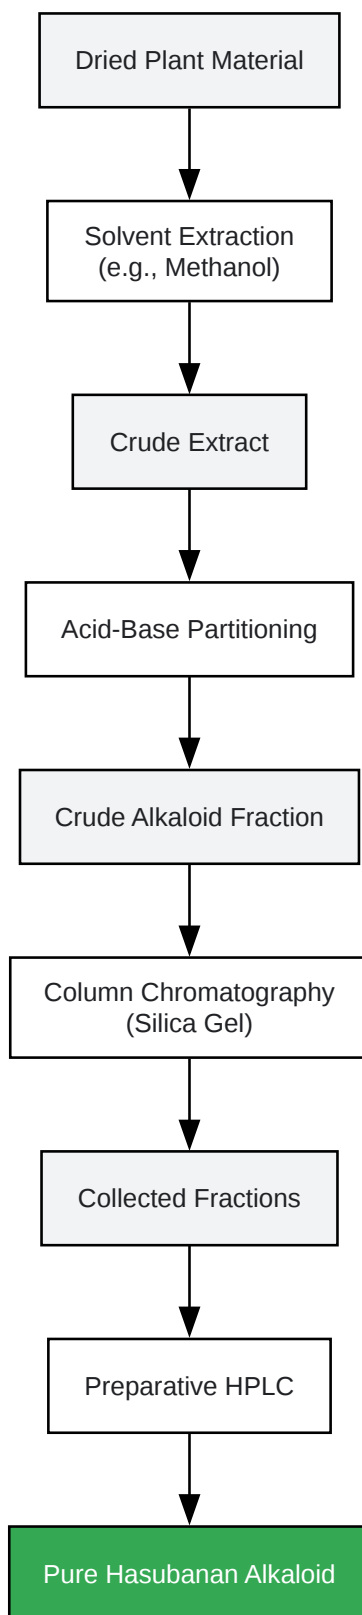 Dried Plant Material
Solvent Extraction
(e.g., Methanol)
Crude Extract
Acid-Base Partitioning
Crude Alkaloid Fraction
Column Chromatography
(Silica Gel)
Collected Fractions
Preparative HPLC
Pure Hasubanan Alkaloid